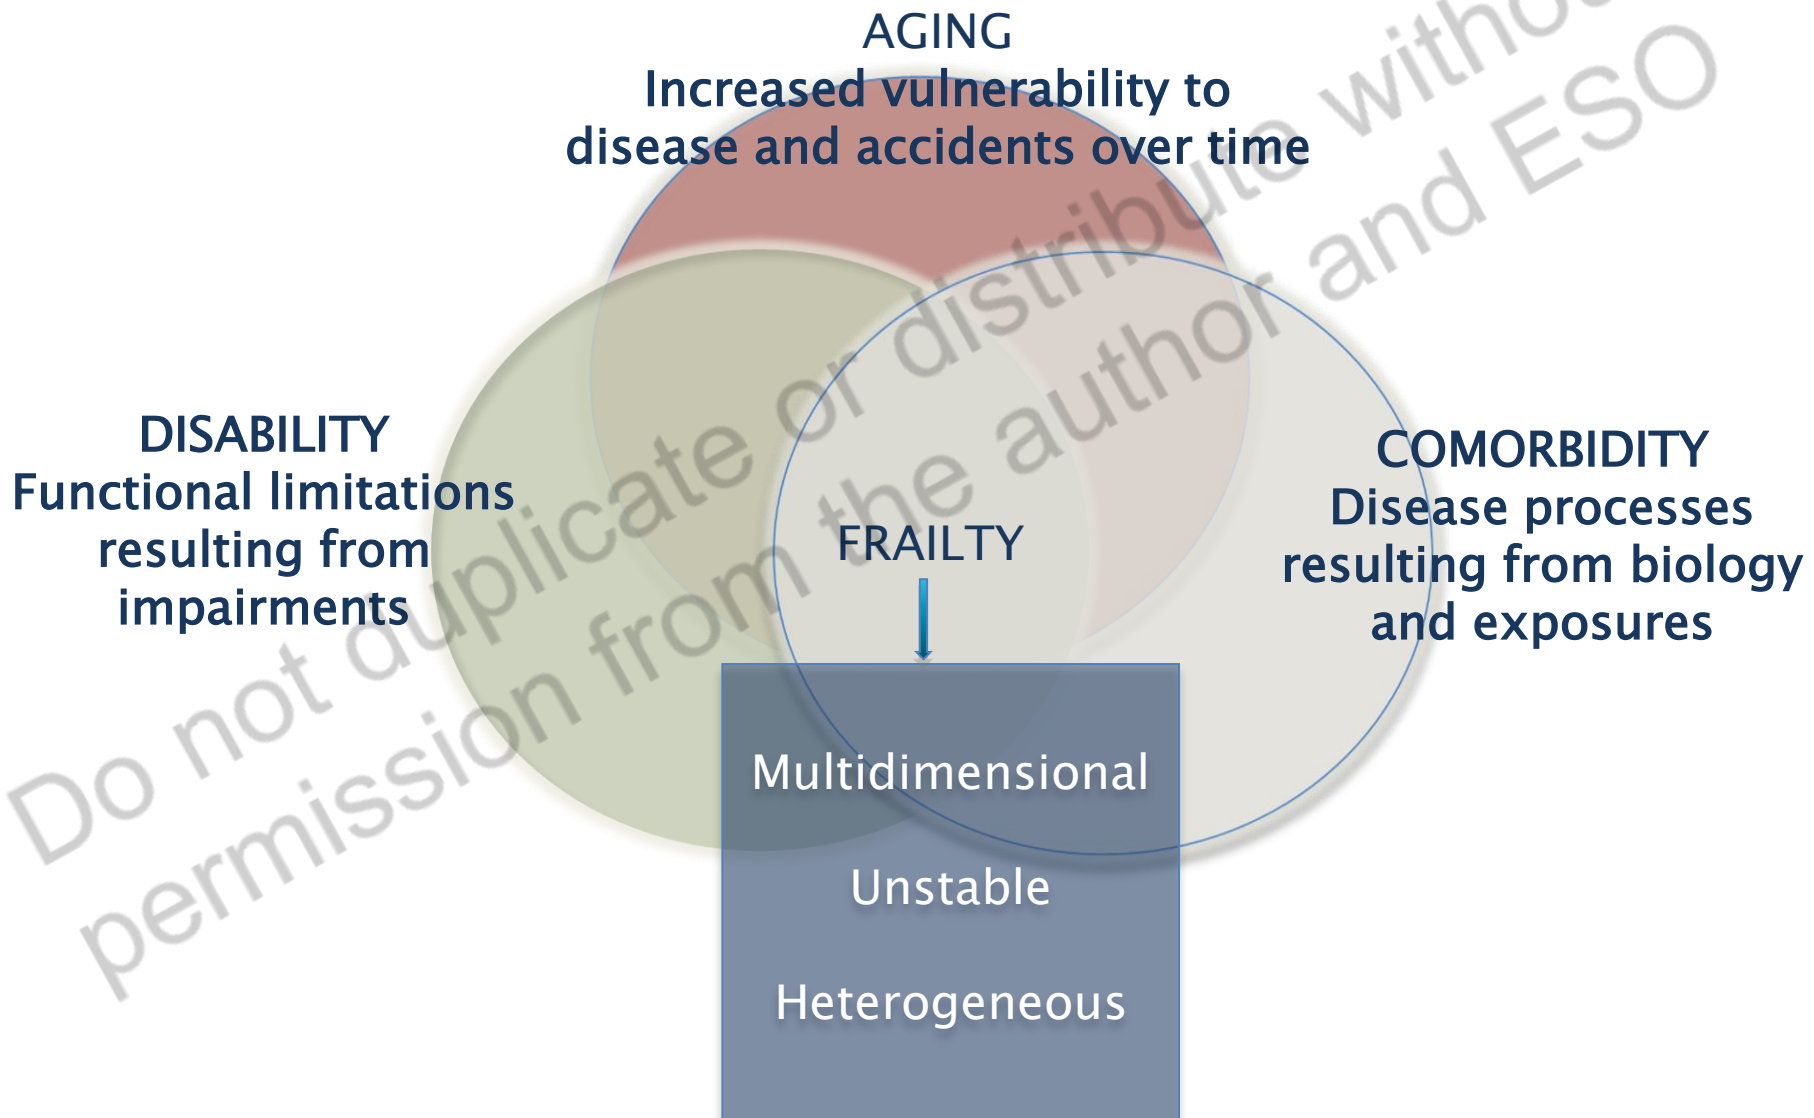 AGING
Increased vulnerability to
disease and accidents over time
DISABILITY
Functional limitations
resulting from
impairments
COMORBIDITY
Disease processes
resulting from biology
and exposures
FRAILTY
Multidimensional
Unstable
Heterogeneous
Do not duplicate or distribute without
permission from the author and ESO